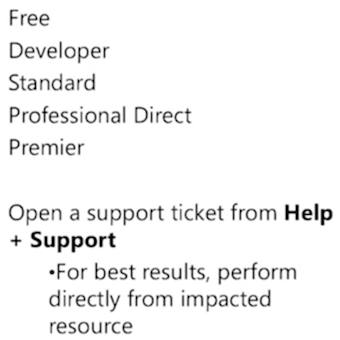 Free
Developer
Standard
Professional Direct
Premier
Open a support ticket from Help
+ Support
•For best results, perform
directly from impacted
resource